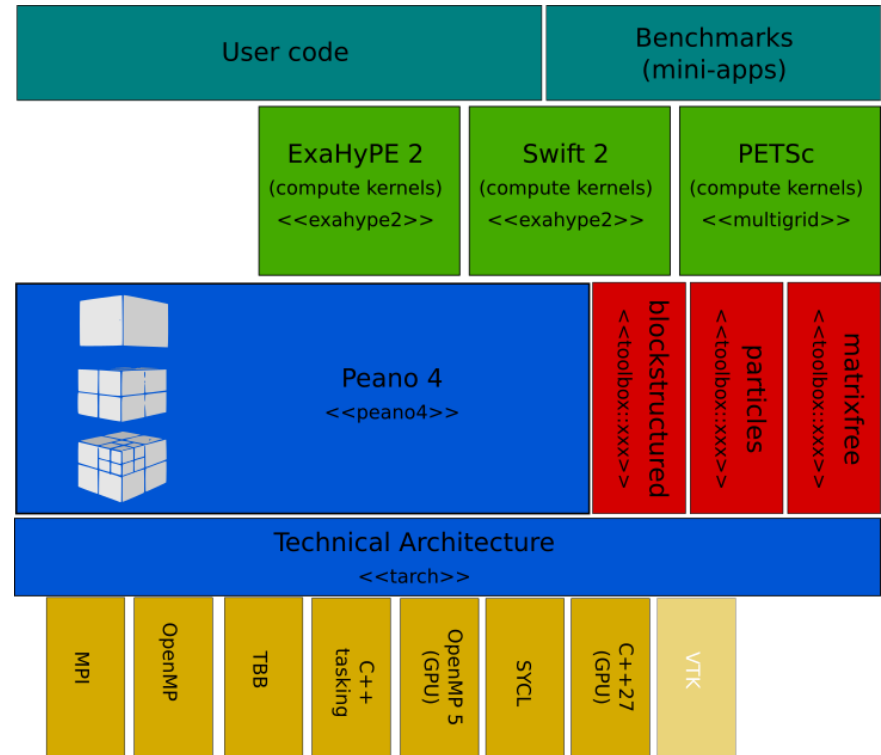 User code
Benchmarks
(mini-apps)
ExaHyPE 2
(compute kernels)
<<exahype2>>
Swift 2
(compute kernels)
<<exahype2>>
PETSc
(compute kernels)
<<multigrid>>
Peano 4
<<peano4>>
blockstructured
<<toolbox::xxx>>
particles
<<toolbox::xxx>>
matrixfree
<<toolbox::xxx>>
Technical Architecture
<<tarch>>
MPI
OpenMP
TBB
C++
tasking
OpenMP 5
(GPU)
SYCL
C++27
(GPU)
VTK